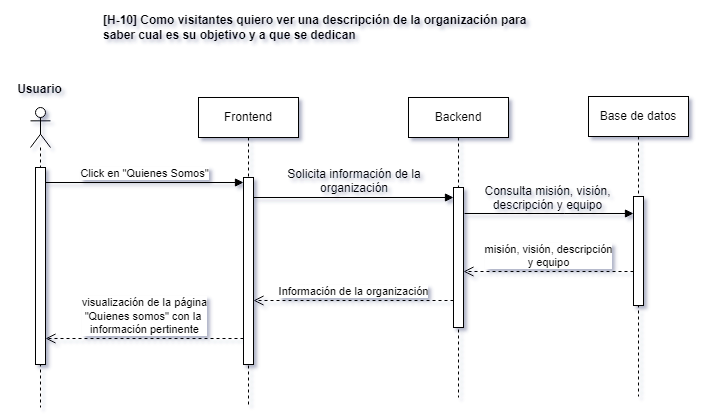 [H-10] Como visitantes quiero ver una descripción de la organización para
saber cual es su objetivo y a que se dedican
Usuario
Frontend
Backend
Base de datos
Click en "Quienes Somos"
Solicita información de la
organización
Consulta misión, visión,
descripción y equipo
misión, visión, descripción
y equipo
Información de la organización
visualización de la página
"Quienes somos" con la
información pertinente